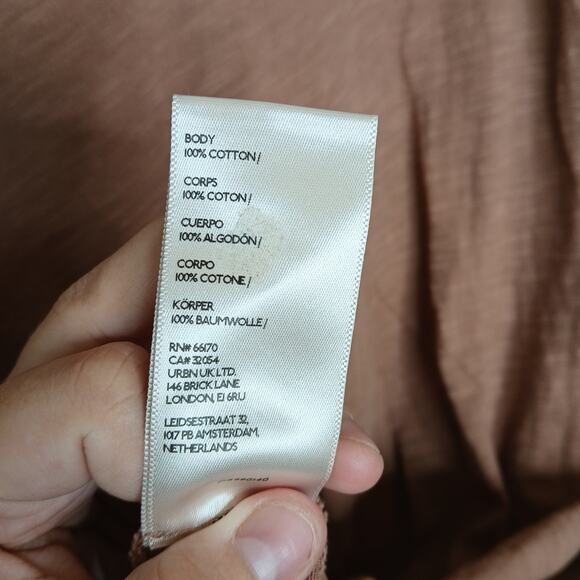 BODY
100% COTTON/
CORPS
100% COTON/
CUERPO
100% ALGODÓN/
CORPO
100% COTONE/
KÖRPER
100% BAUMWOLLE/
RN# 66170
CA# 32054
URBN UK LTD.
146 BRICK LANE
LONDON, E1 6RU
LEIDSESTRAAT 32,
1017 PB AMSTERDAM,
NETHERLANDS